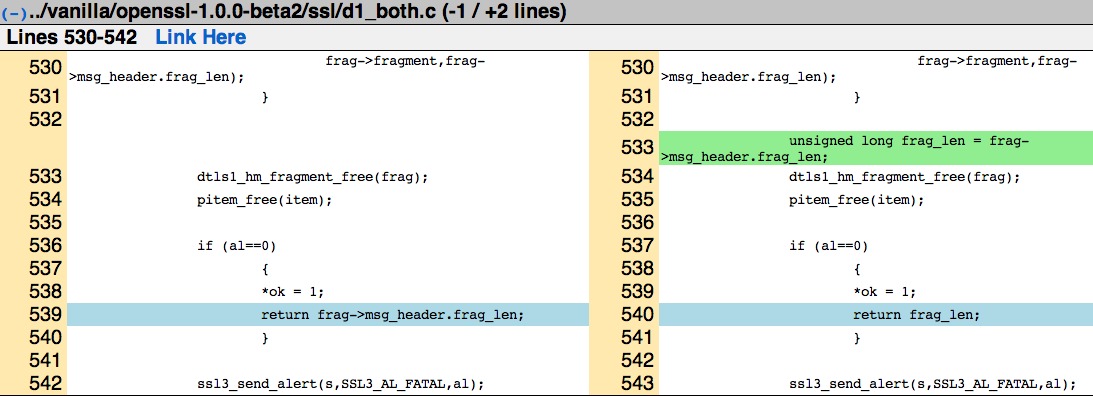 (-)../vanilla/openssl-1.0.0-beta2/ssl/d1_both.c (-1 / +2 lines)
Lines 530-542 Link Here
530 frag->fragment,frag-
>msg_header.frag_len);
531 }
532
533 dtls1_hm_fragment_free(frag);
534 pitem_free(item);
535
536 if (al==0)
537 {
538 *ok = 1;
539 return frag->msg_header.frag_len;
540 }
541
542 ssl3_send_alert(s,SSL3_AL_FATAL,al);
530 frag->fragment,frag-
>msg_header.frag_len);
531 }
532
533 unsigned long frag_len = frag-
>msg_header.frag_len;
534 dtls1_hm_fragment_free(frag);
535 pitem_free(item);
536
537 if (al==0)
538 {
539 *ok = 1;
540 return frag_len;
541 }
542
543 ssl3_send_alert(s,SSL3_AL_FATAL,al);